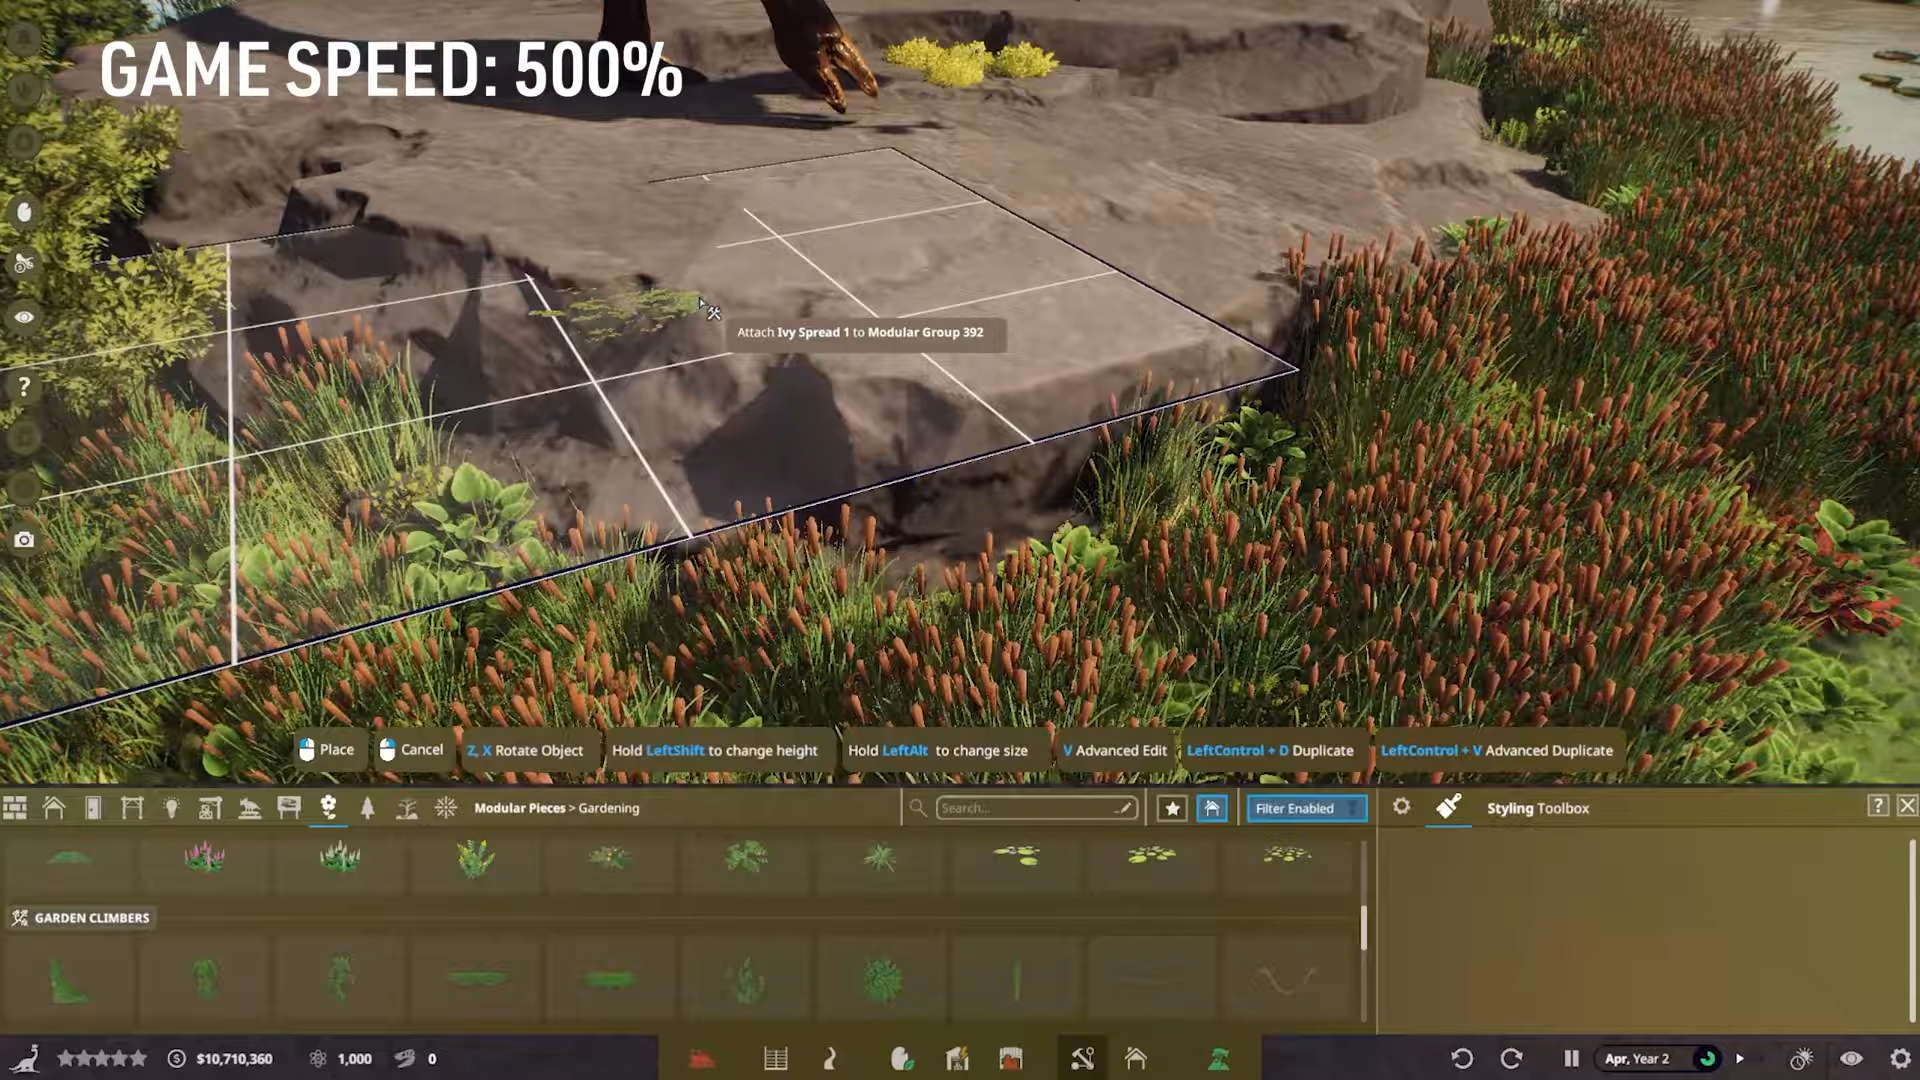 GAME SPEED: 500%
Attach Ivy Spread 1 to Modular Group 392
?
Place
Cancel
Z, X Rotate Object
Hold LeftShift to change height
Hold LeftAlt to change size
V Advanced Edit
LeftControl + D Duplicate
LeftControl + V Advanced Duplicate
Modular Pieces > Gardening
Search...
Filter Enabled
Styling Toolbox
?
GARDEN CLIMBERS
$10,710,360
1,000
0
Apr, Year 2